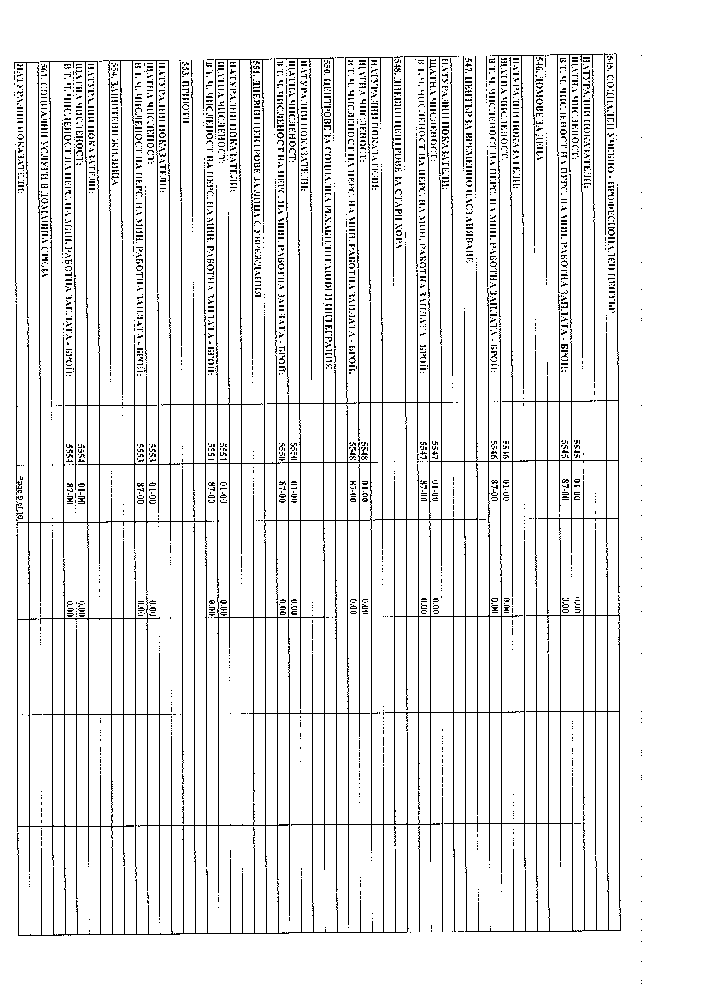 545. СОЦИАЛЕН УЧЕБНО - ПРОФЕСИОНАЛЕН ЦЕНТЪР
НАТУРАЛНИ ПОКАЗАТЕЛИ:
ЩАТНА ЧИСЛЕНОСТ: 5545 01-00 0.00
В Т. Ч. ЧИСЛЕНОСТ НА ПЕРС. НА МИН. РАБОТНА ЗАПЛАТА - БРОЙ: 5545 87-00 0.00
546. ДОМОВЕ ЗА ДЕЦА
НАТУРАЛНИ ПОКАЗАТЕЛИ:
ЩАТНА ЧИСЛЕНОСТ: 5546 01-00 0.00
В Т. Ч. ЧИСЛЕНОСТ НА ПЕРС. НА МИН. РАБОТНА ЗАПЛАТА - БРОЙ: 5546 87-00 0.00
547. ЦЕНТЪР ЗА ВРЕМЕННО НАСТАНЯВАНЕ
НАТУРАЛНИ ПОКАЗАТЕЛИ:
ЩАТНА ЧИСЛЕНОСТ: 5547 01-00 0.00
В Т. Ч. ЧИСЛЕНОСТ НА ПЕРС. НА МИН. РАБОТНА ЗАПЛАТА - БРОЙ: 5547 87-00 0.00
548. ДНЕВНИ ЦЕНТРОВЕ ЗА СТАРИ ХОРА
НАТУРАЛНИ ПОКАЗАТЕЛИ:
ЩАТНА ЧИСЛЕНОСТ: 5548 01-00 0.00
В Т. Ч. ЧИСЛЕНОСТ НА ПЕРС. НА МИН. РАБОТНА ЗАПЛАТА - БРОЙ: 5548 87-00 0.00
550. ЦЕНТРОВЕ ЗА СОЦИАЛНА РЕХАБИЛИТАЦИЯ И ИНТЕГРАЦИЯ
НАТУРАЛНИ ПОКАЗАТЕЛИ:
ЩАТНА ЧИСЛЕНОСТ: 5550 01-00 0.00
В Т. Ч. ЧИСЛЕНОСТ НА ПЕРС. НА МИН. РАБОТНА ЗАПЛАТА - БРОЙ: 5550 87-00 0.00
551. ДНЕВНИ ЦЕНТРОВЕ ЗА ЛИЦА С УВРЕЖДАНИЯ
НАТУРАЛНИ ПОКАЗАТЕЛИ:
ЩАТНА ЧИСЛЕНОСТ: 5551 01-00 0.00
В Т. Ч. ЧИСЛЕНОСТ НА ПЕРС. НА МИН. РАБОТНА ЗАПЛАТА - БРОЙ: 5551 87-00 0.00
553. ПРИЮТИ
НАТУРАЛНИ ПОКАЗАТЕЛИ:
ЩАТНА ЧИСЛЕНОСТ: 5553 01-00 0.00
В Т. Ч. ЧИСЛЕНОСТ НА ПЕРС. НА МИН. РАБОТНА ЗАПЛАТА - БРОЙ: 5553 87-00 0.00
554. ЗАЩИТЕНИ ЖИЛИЩА
НАТУРАЛНИ ПОКАЗАТЕЛИ:
ЩАТНА ЧИСЛЕНОСТ: 5554 01-00 0.00
В Т. Ч. ЧИСЛЕНОСТ НА ПЕРС. НА МИН. РАБОТНА ЗАПЛАТА - БРОЙ: 5554 87-00 0.00
561. СОЦИАЛНИ УСЛУГИ В ДОМАШНА СРЕДА
НАТУРАЛНИ ПОКАЗАТЕЛИ:
Page 9 of 18